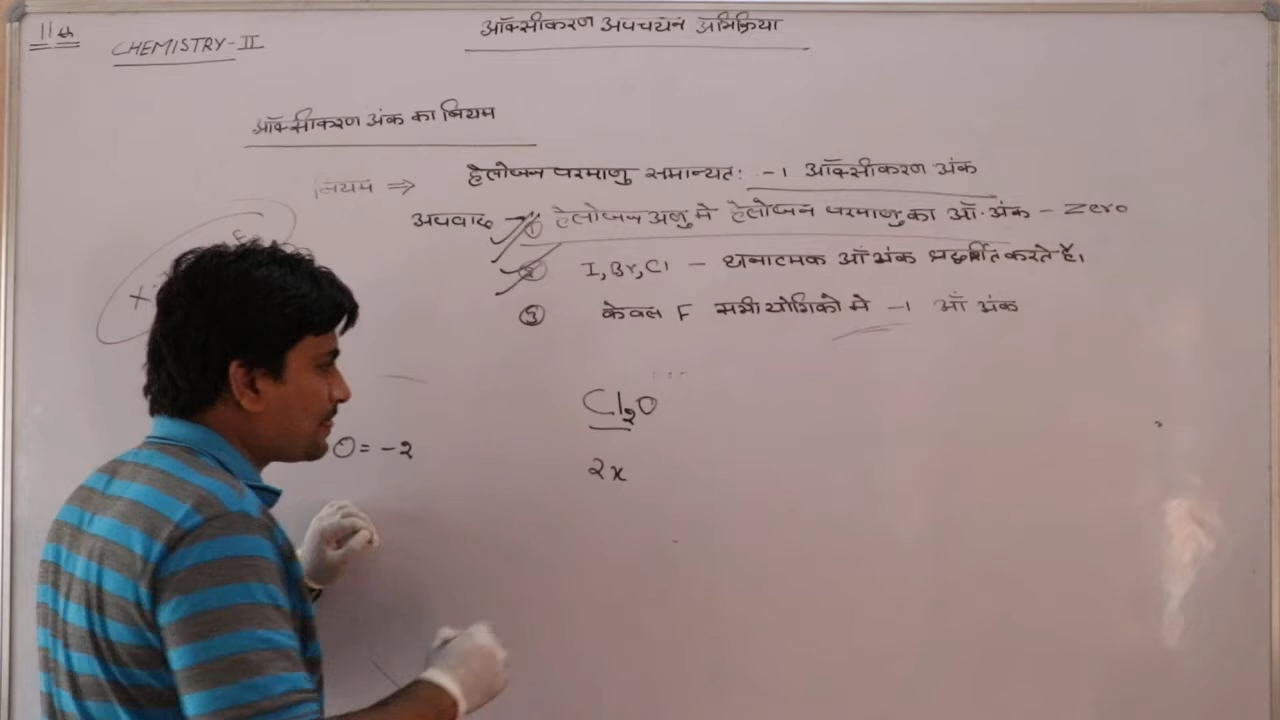 11th
CHEMISTRY-II
ऑक्सीकरण अपचयन अभिक्रिया
ऑक्सीकरण अंक का नियम
नियम ⇒ हेलोजन परमाणु समान्यतः -1 ऑक्सीकरण अंक
अपवाद ① हेलोजन अणु मे हेलोजन परमाणु का ऑ. अंक - Zero
② I, Br, Cl - धनात्मक ऑ अंक प्रदर्शित करते है।
③ केवल F सभी योगिको मे -1 ऑ अंक
Cl₂O
O = -2
2x